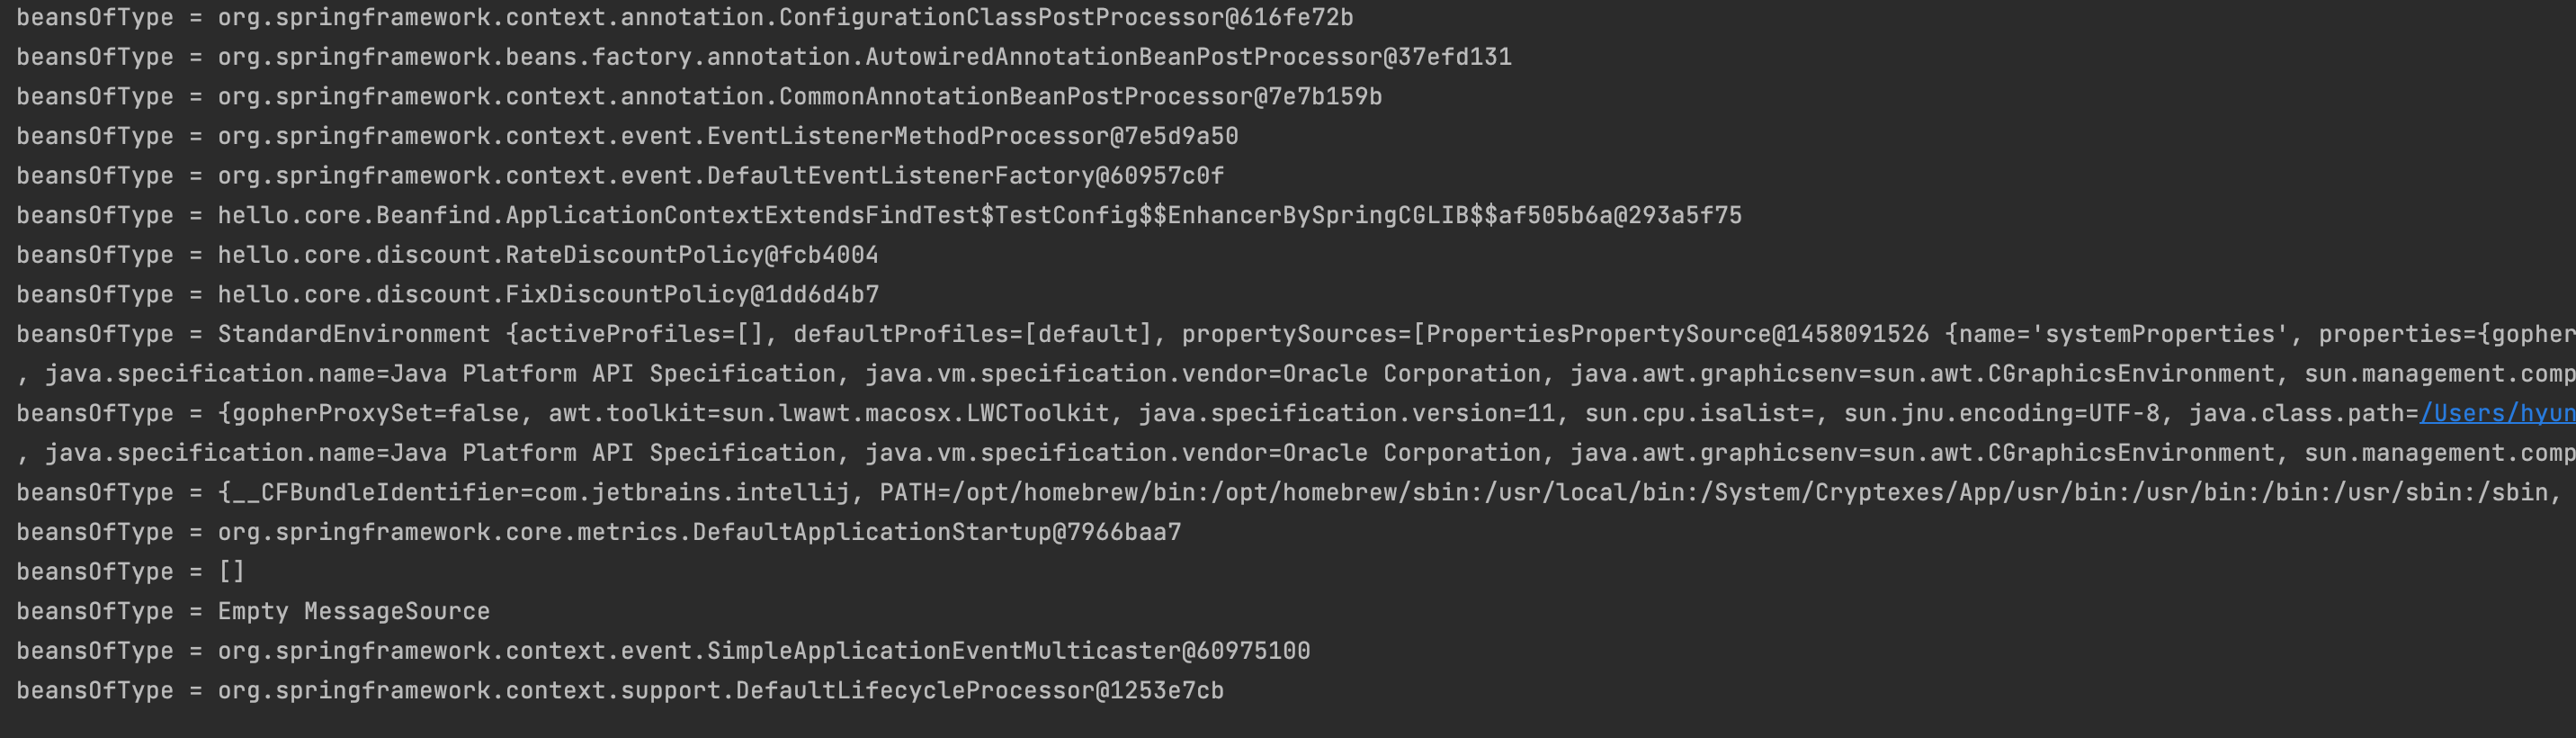 beansOfType = org.springframework.context.annotation.ConfigurationClassPostProcessor@616fe72b
beansOfType = org.springframework.beans.factory.annotation.AutowiredAnnotationBeanPostProcessor@37efd131
beansOfType = org.springframework.context.annotation.CommonAnnotationBeanPostProcessor@7e7b159b
beansOfType = org.springframework.context.event.EventListenerMethodProcessor@7e5d9a50
beansOfType = org.springframework.context.event.DefaultEventListenerFactory@60957c0f
beansOfType = hello.core.Beanfind.ApplicationContextExtendsFindTest$TestConfig$$EnhancerBySpringCGLIB$$af505b6a@293a5f75
beansOfType = hello.core.discount.RateDiscountPolicy@fcb4004
beansOfType = hello.core.discount.FixDiscountPolicy@1dd6d4b7
beansOfType = StandardEnvironment {activeProfiles=[], defaultProfiles=[default], propertySources=[PropertiesPropertySource@1458091526 {name='systemProperties', properties={gopher
, java.specification.name=Java Platform API Specification, java.vm.specification.vendor=Oracle Corporation, java.awt.graphicsenv=sun.awt.CGraphicsEnvironment, sun.management.comp
beansOfType = {gopherProxySet=false, awt.toolkit=sun.lwawt.macosx.LWCToolkit, java.specification.version=11, sun.cpu.isalist=, sun.jnu.encoding=UTF-8, java.class.path=/Users/hyun
, java.specification.name=Java Platform API Specification, java.vm.specification.vendor=Oracle Corporation, java.awt.graphicsenv=sun.awt.CGraphicsEnvironment, sun.management.comp
beansOfType = {__CFBundleIdentifier=com.jetbrains.intellij, PATH=/opt/homebrew/bin:/opt/homebrew/sbin:/usr/local/bin:/System/Cryptexes/App/usr/bin:/usr/bin:/bin:/usr/sbin:/sbin,
beansOfType = org.springframework.core.metrics.DefaultApplicationStartup@7966baa7
beansOfType = []
beansOfType = Empty MessageSource
beansOfType = org.springframework.context.event.SimpleApplicationEventMulticaster@60975100
beansOfType = org.springframework.context.support.DefaultLifecycleProcessor@1253e7cb